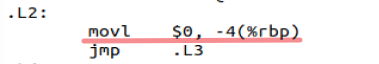 .L2:
movl $0, -4(%rbp)
jmp .L3